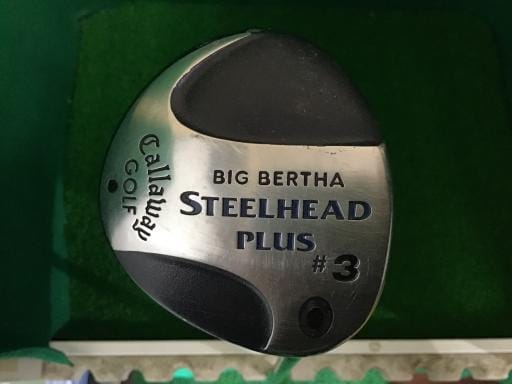 Callaway
GOLF
BIG BERTHA
STEELHEAD
PLUS
#3